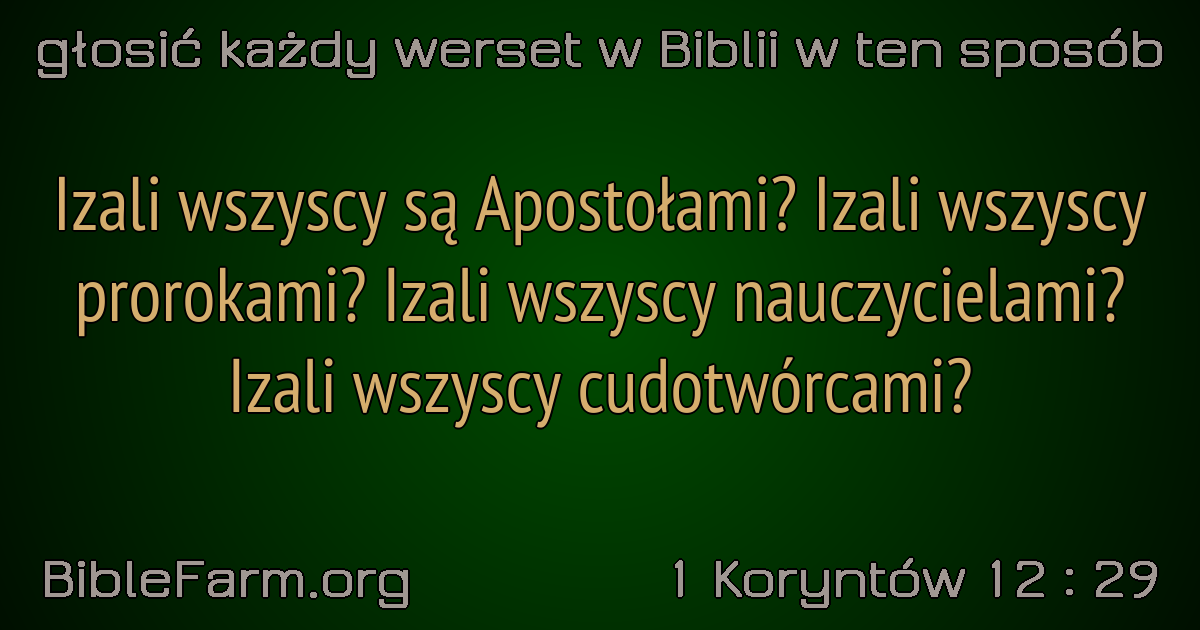 głosić każdy werset w Biblii w ten sposób
Izali wszyscy są Apostołami? Izali wszyscy
prorokami? Izali wszyscy nauczycielami?
Izali wszyscy cudotwórcami?
BibleFarm.org
1 Koryntów 12 : 29